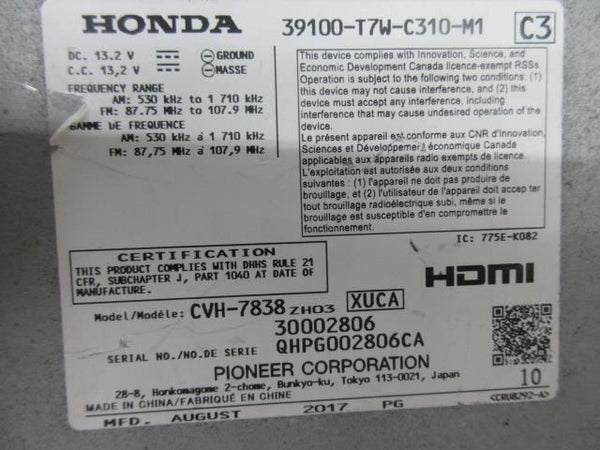 HONDA 39100-T7W-C310-M1 C3
DC. 13.2 V GROUND
C.C. 13,2 V MASSE
FREQUENCY RANGE
AM: 530 kHz to 1 710 kHz
FM: 87.75 MHz to 107.9 MHz
GAMME DE FREQUENCE
AM: 530 kHz à 1 710 kHz
FM: 87,75 MHz à 107,9 MHz
This device complies with Innovation, Science, and
Economic Development Canada licence-exempt RSSs.
Operation is subject to the following two conditions: (1)
this device may not cause interference, and (2) this
device must accept any interference, including
interference that may cause undesired operation of the
device.
Le présent appareil est conforme aux CNR d'Innovation,
Sciences et Développement économique Canada
applicables aux appareils radio exempts de licence.
L'exploitation est autorisée aux deux conditions
suivantes : (1) l'appareil ne doit pas produire de
brouillage, et (2) l'utilisateur de l'appareil doit accepter
tout brouillage radioélectrique subi, même si le
brouillage est susceptible d'en compromettre le
fonctionnement.
IC: 775E-K082
CERTIFICATION
THIS PRODUCT COMPLIES WITH DHHS RULE 21
CFR, SUBCHAPTER J, PART 1040 AT DATE OF
MANUFACTURE.
HDMI
Model/Modéle: CVH-7838 ZH03 XUCA
30002806
SERIAL NO./NO.DE SERIE QHPG002806CA
PIONEER CORPORATION
28-8, Honkomagome 2-chome, Bunkyo-ku, Tokyo 113-0021, Japan
10
MADE IN CHINA/FABRIQUÉ EN CHINE
<CRW8292-A>
MFD. AUGUST 2017 PG